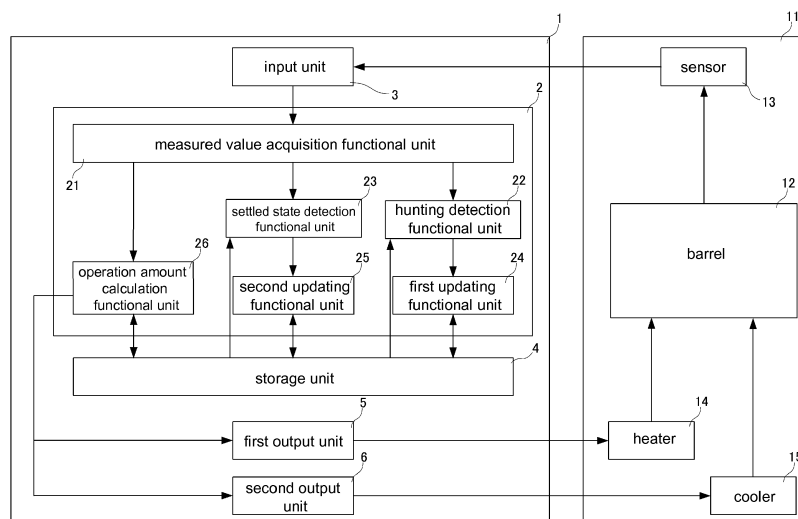 1
11
input unit
3
sensor
13
2
measured value acquisition functional unit
21
23
settled state detection
functional unit
22
hunting detection
functional unit
12
barrel
26
operation amount
calculation
functional unit
25
second updating
functional unit
24
first updating
functional unit
4
storage unit
5
first output unit
14
heater
6
second output
unit
15
cooler